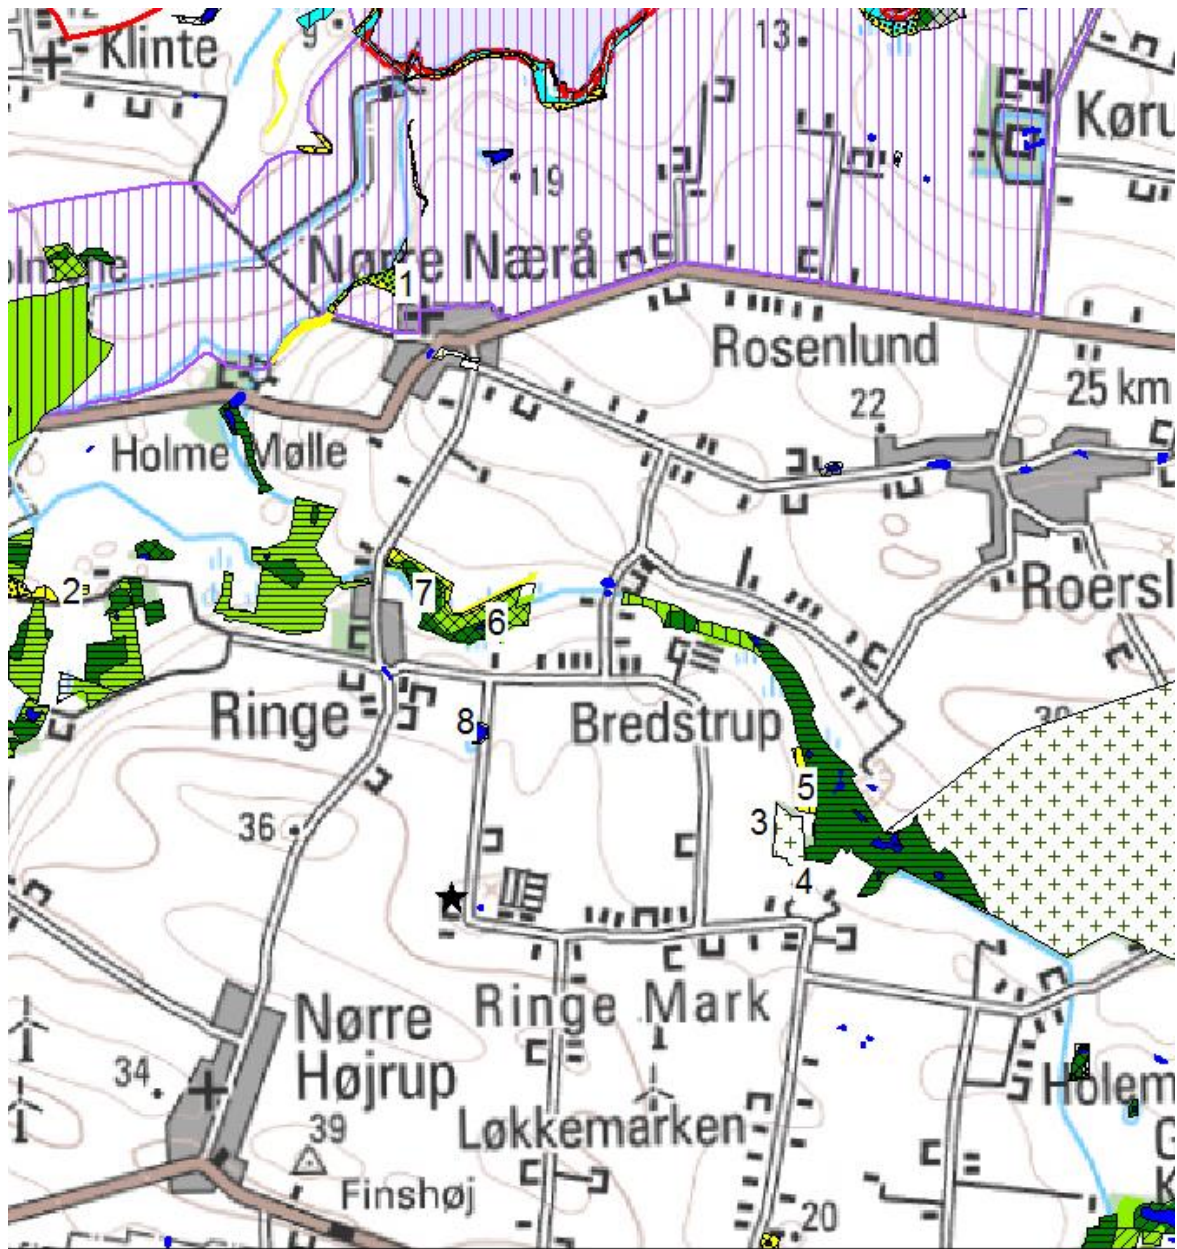 Klinte
13
Køru
19
Nørre Nærå
1
Rosenlund
25 km
22
Holme Mølle
2
7
6
Roersl
Ringe
8
Bredstrup
5
3
36
4
Nørre
Højrup
Ringe Mark
34
Holem
39
Løkkemarken
G
K
Finshøj
20